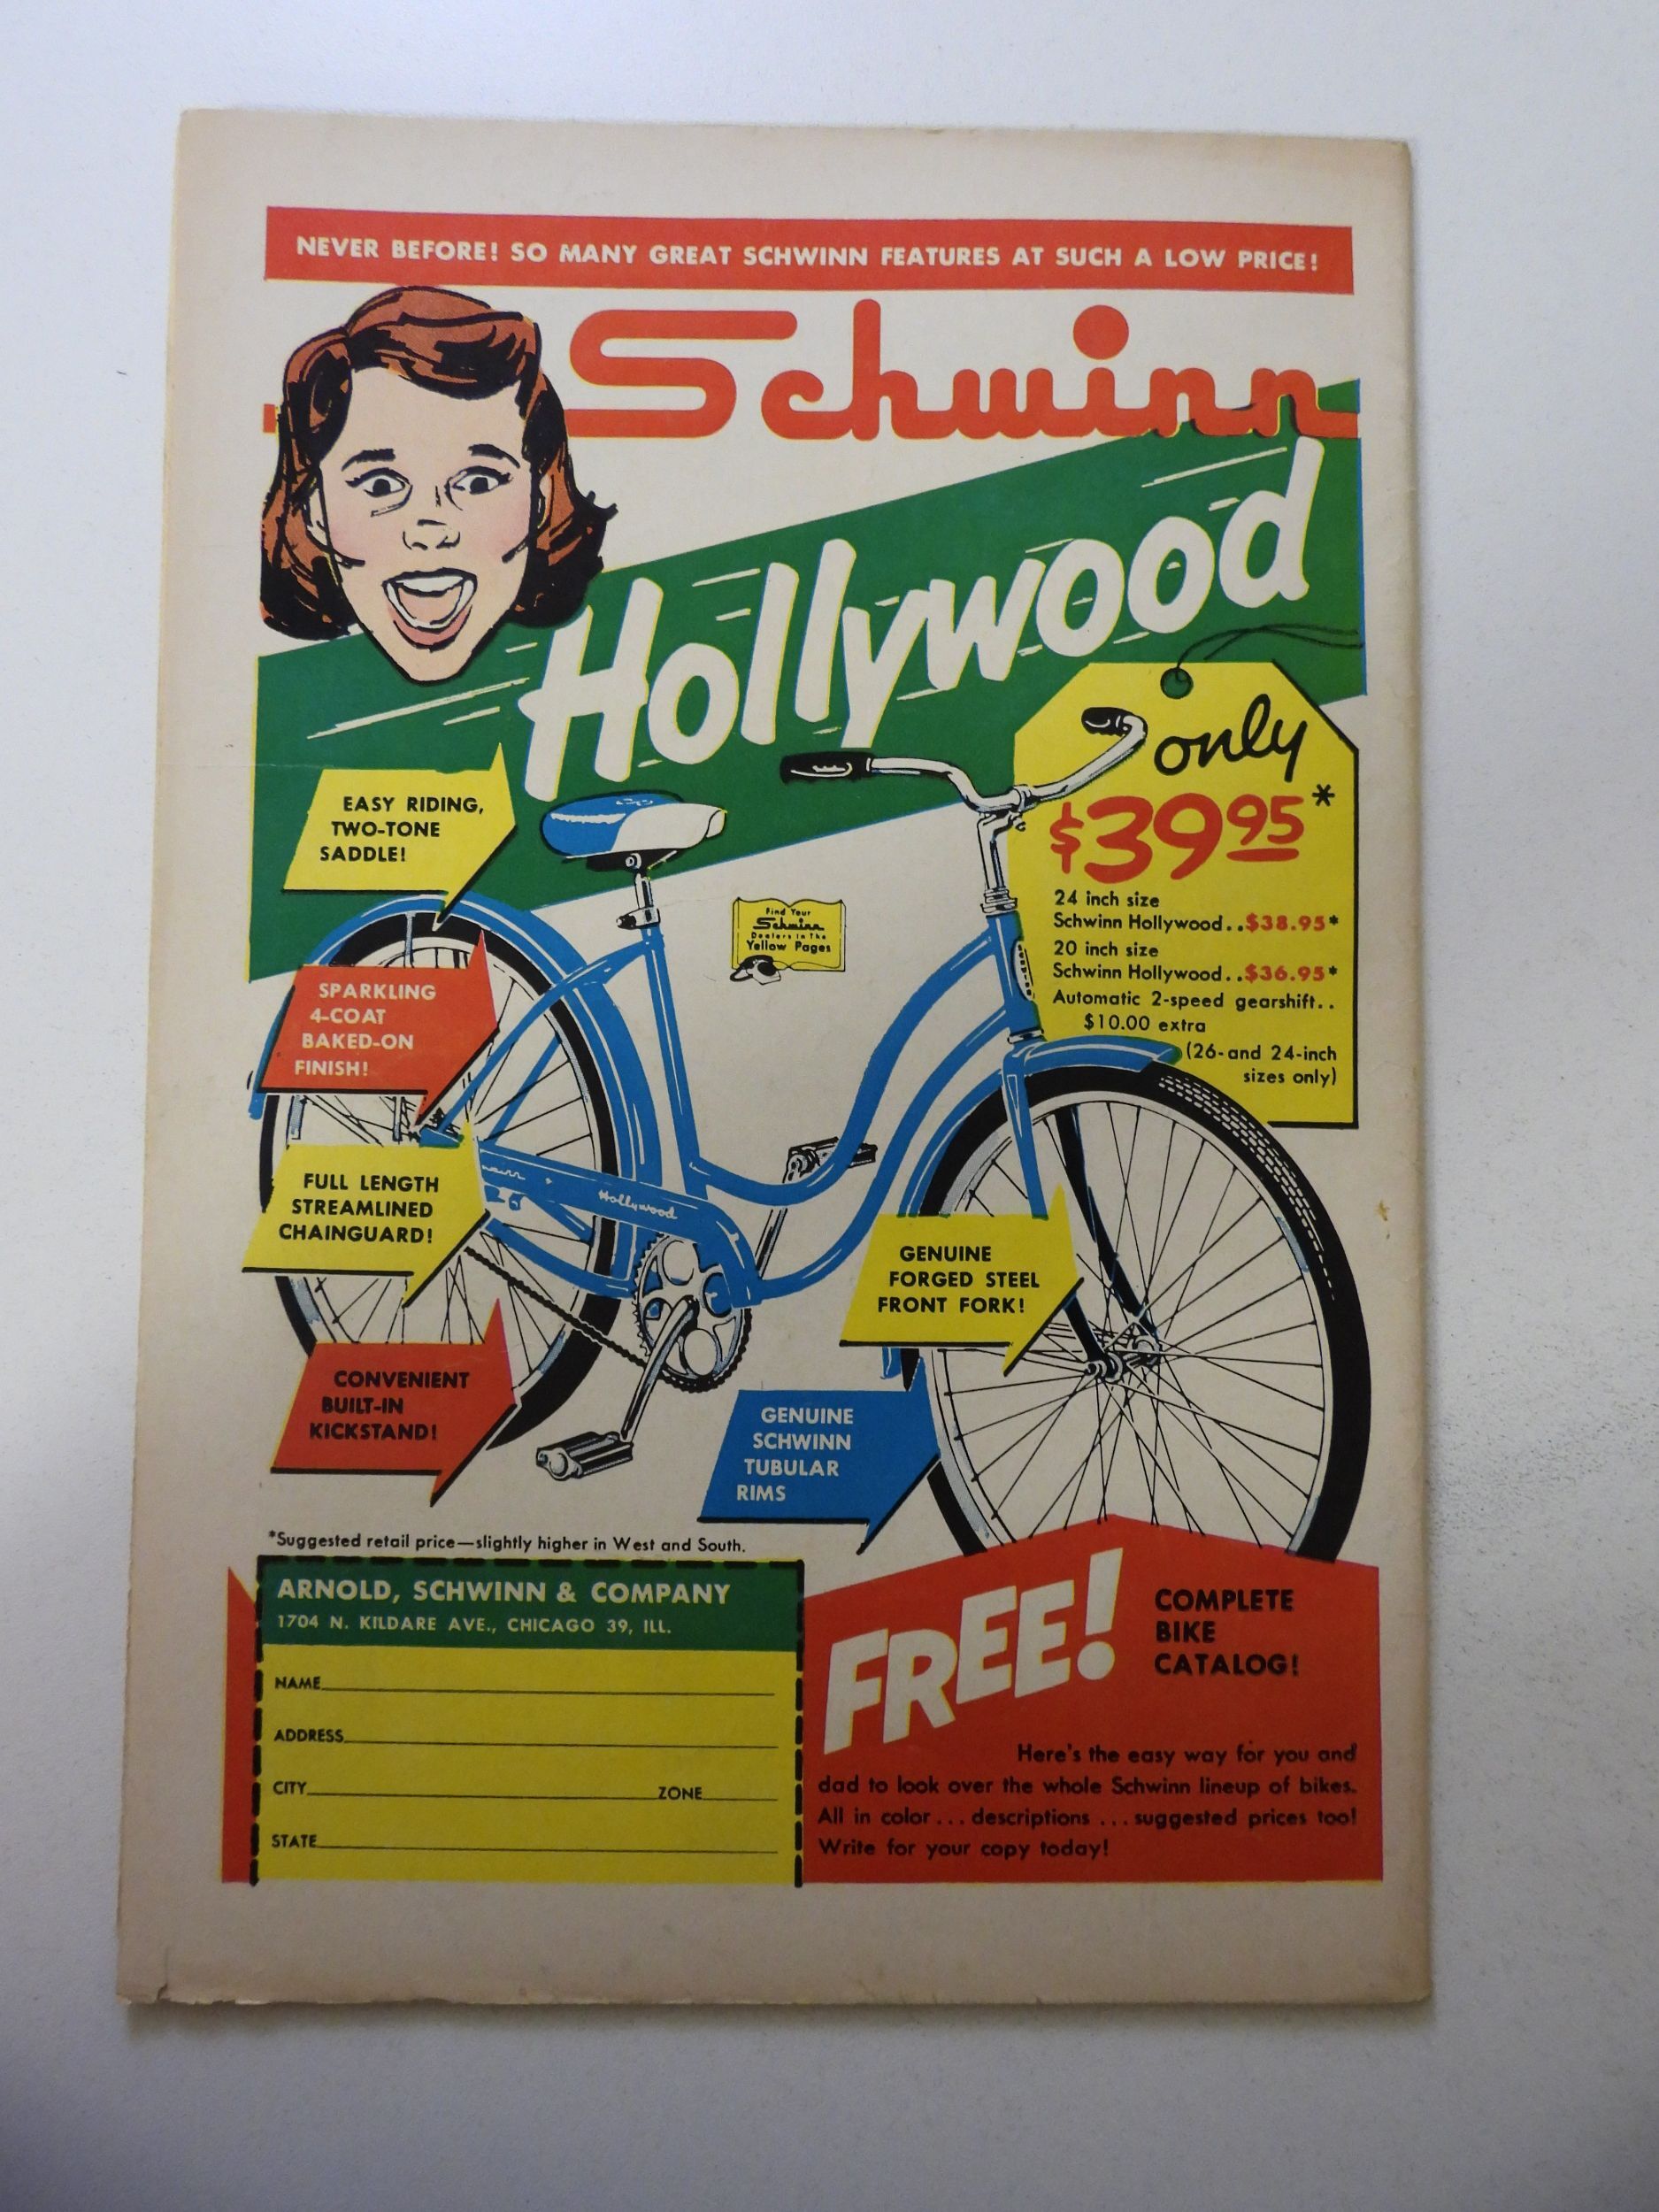 NEVER BEFORE! SO MANY GREAT SCHWINN FEATURES AT SUCH A LOW PRICE!
Schwinn
Hollywood
only
$39.95*
24 inch size
Schwinn Hollywood..$38.95*
20 inch size
Schwinn Hollywood..$36.95*
Automatic 2-speed gearshift..
$10.00 extra
(26-and 24-inch
sizes only)
EASY RIDING,
TWO-TONE
SADDLE!
Find Your
Schwinn
Dealers In The
Yellow Pages
SPARKLING
4-COAT
BAKED-ON
FINISH!
FULL LENGTH
STREAMLINED
CHAINGUARD!
Hollywood
GENUINE
FORGED STEEL
FRONT FORK!
CONVENIENT
BUILT-IN
KICKSTAND!
GENUINE
SCHWINN
TUBULAR
RIMS
*Suggested retail price—slightly higher in West and South.
ARNOLD, SCHWINN & COMPANY
1704 N. KILDARE AVE., CHICAGO 39, ILL.
NAME
ADDRESS
CITY ZONE
STATE
FREE!
COMPLETE
BIKE
CATALOG!
Here's the easy way for you and
dad to look over the whole Schwinn lineup of bikes.
All in color...descriptions...suggested prices too!
Write for your copy today!